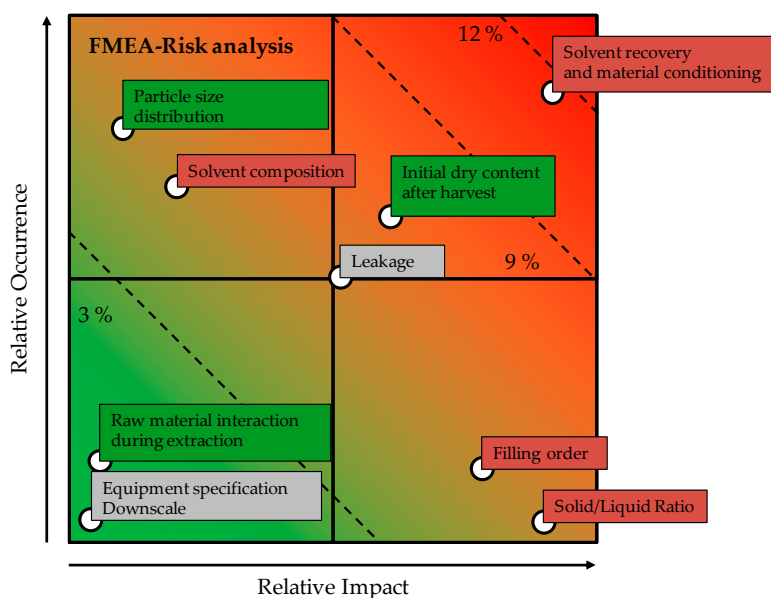 FMEA-Risk analysis
12 %
Solvent recovery
and material conditioning
Particle size
distribution
Solvent composition
Initial dry content
after harvest
Leakage
9 %
3 %
Raw material interaction
during extraction
Equipment specification
Downscale
Filling order
Solid/Liquid Ratio
Relative Occurrence
Relative Impact